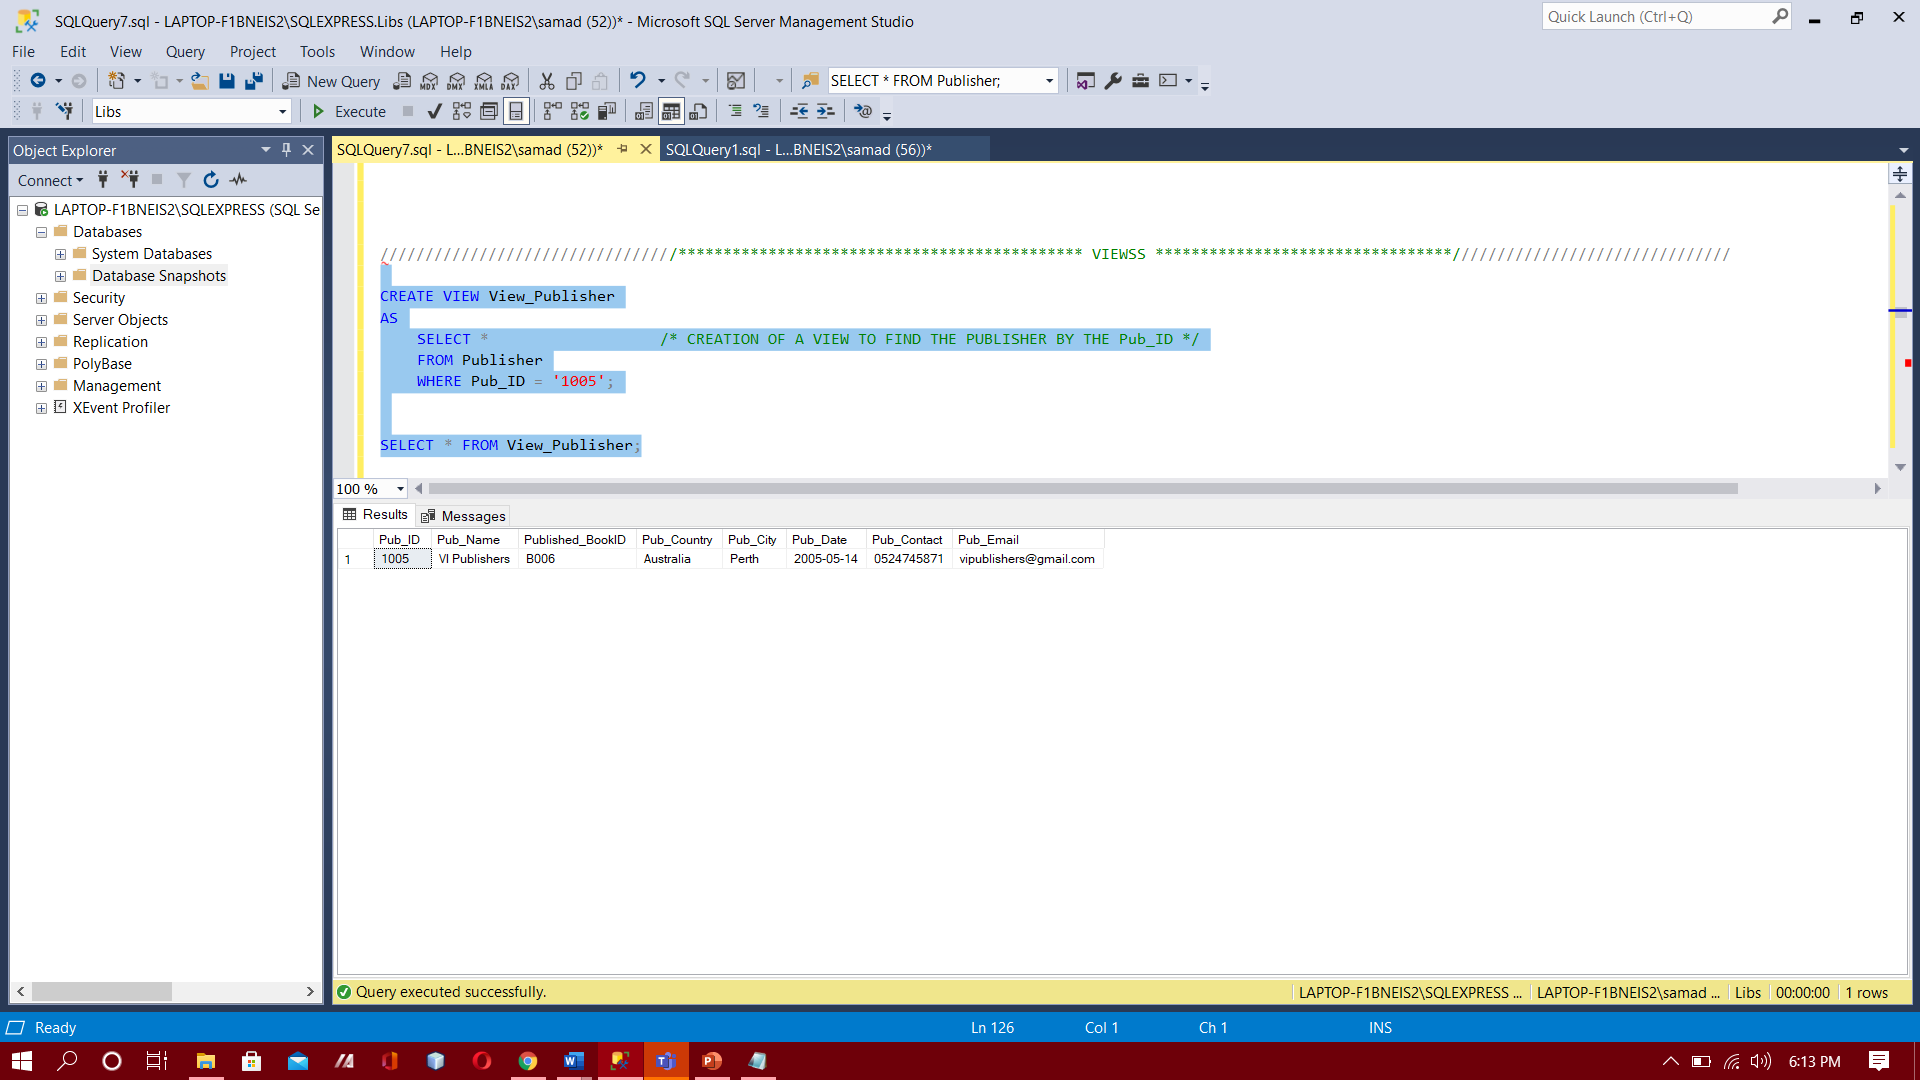 SQLQuery7.sql - LAPTOP-F1BNEIS2\SQLEXPRESS.Libs (LAPTOP-F1BNEIS2\samad (52))* - Microsoft SQL Server Management Studio
Quick Launch (Ctrl+Q)
File Edit View Query Project Tools Window Help
New Query MDX DMX XMLA DAX SELECT * FROM Publisher;
Libs Execute
Object Explorer
SQLQuery7.sql - L...BNEIS2\samad (52))* SQLQuery1.sql - L...BNEIS2\samad (56))*
Connect
LAPTOP-F1BNEIS2\SQLEXPRESS (SQL Se
Databases
System Databases
Database Snapshots
Security
Server Objects
Replication
PolyBase
Management
XEvent Profiler
////////////////////////////////​/********************************************* VIEWSS *********************************///////////////////////////////
CREATE VIEW View_Publisher
AS
SELECT * /* CREATION OF A VIEW TO FIND THE PUBLISHER BY THE Pub_ID */
FROM Publisher
WHERE Pub_ID = '1005';
SELECT * FROM View_Publisher;
100 %
Results Messages
Pub_ID Pub_Name Published_BookID Pub_Country Pub_City Pub_Date Pub_Contact Pub_Email
1 1005 VI Publishers B006 Australia Perth 2005-05-14 0524745871 vipublishers@gmail.com
Query executed successfully. LAPTOP-F1BNEIS2\SQLEXPRESS ... LAPTOP-F1BNEIS2\samad ... Libs 00:00:00 1 rows
Ready Ln 126 Col 1 Ch 1 INS
6:13 PM